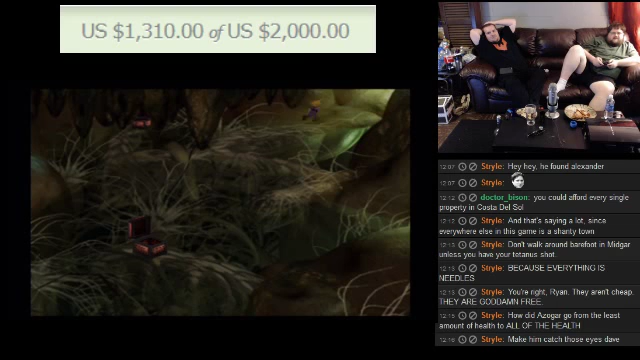 US $1,310.00 of US $2,000.00
12:07 Style: Hey hey, he found alexander
12:07 Style:
12:12 doctor_bison: you could afford every single
property in Costa Del Sol
12:12 Style: And that's saying a lot, since
everywhere else in this game is a shanty town
12:13 Style: Don't walk around barefoot in Midgar
unless you have your tetanus shot.
12:13 Style: BECAUSE EVERYTHING IS
NEEDLES
12:13 Style: You're right, Ryan. They aren't cheap.
THEY ARE GODDAMN FREE.
12:15 Style: How did Azogar go from the least
amount of health to ALL OF THE HEALTH
12:16 Style: Make him catch those eyes dave